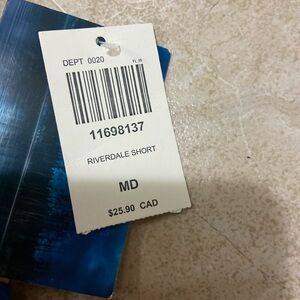 DEPT 0020
11698137
RIVERDALE SHORT
MD
$25.90 CAD